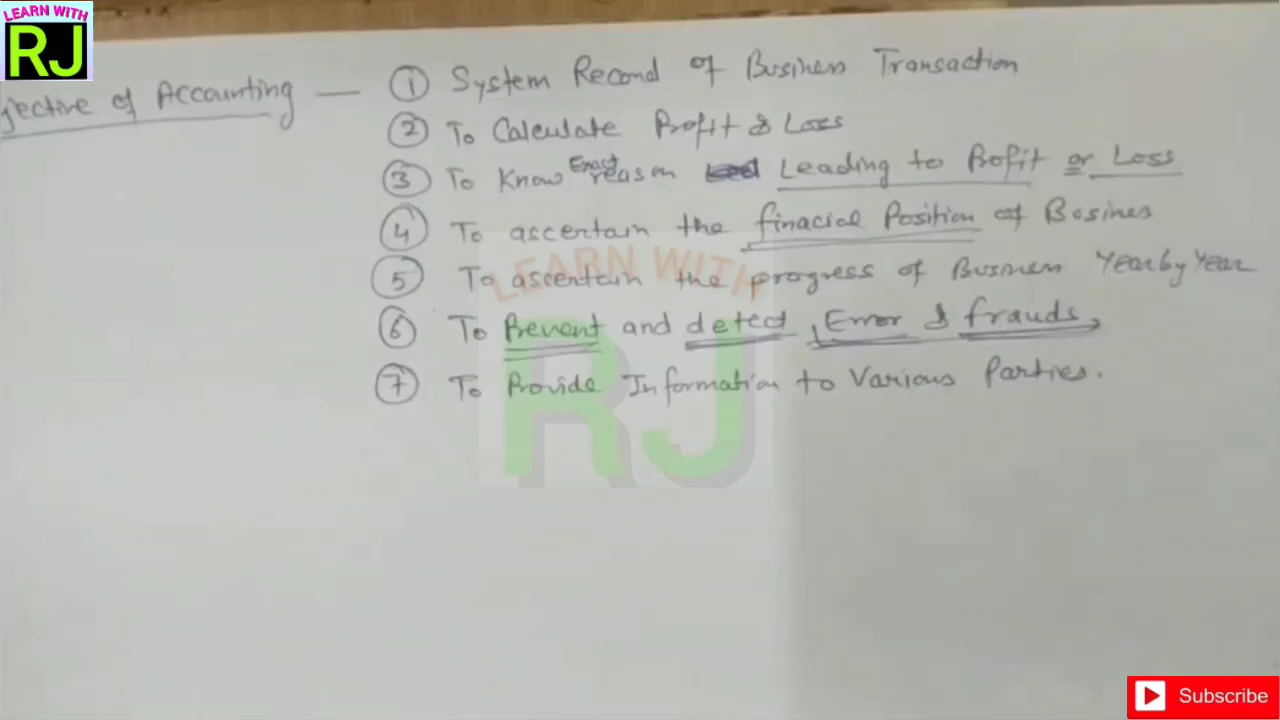 LEARN WITH
RJ
jective of Accounting — ① System Record of Business Transaction
② To Calculate Profit & Loss
③ To Know Exact reason Leading to Profit or Loss
④ To ascertain the finacial Position of Bosines
⑤ To ascertain the progress of Business Year by Year
⑥ To Prevent and detect, Error & frauds,
⑦ To Provide Information to Various Parties.
LEARN WITH
RJ
Subscribe